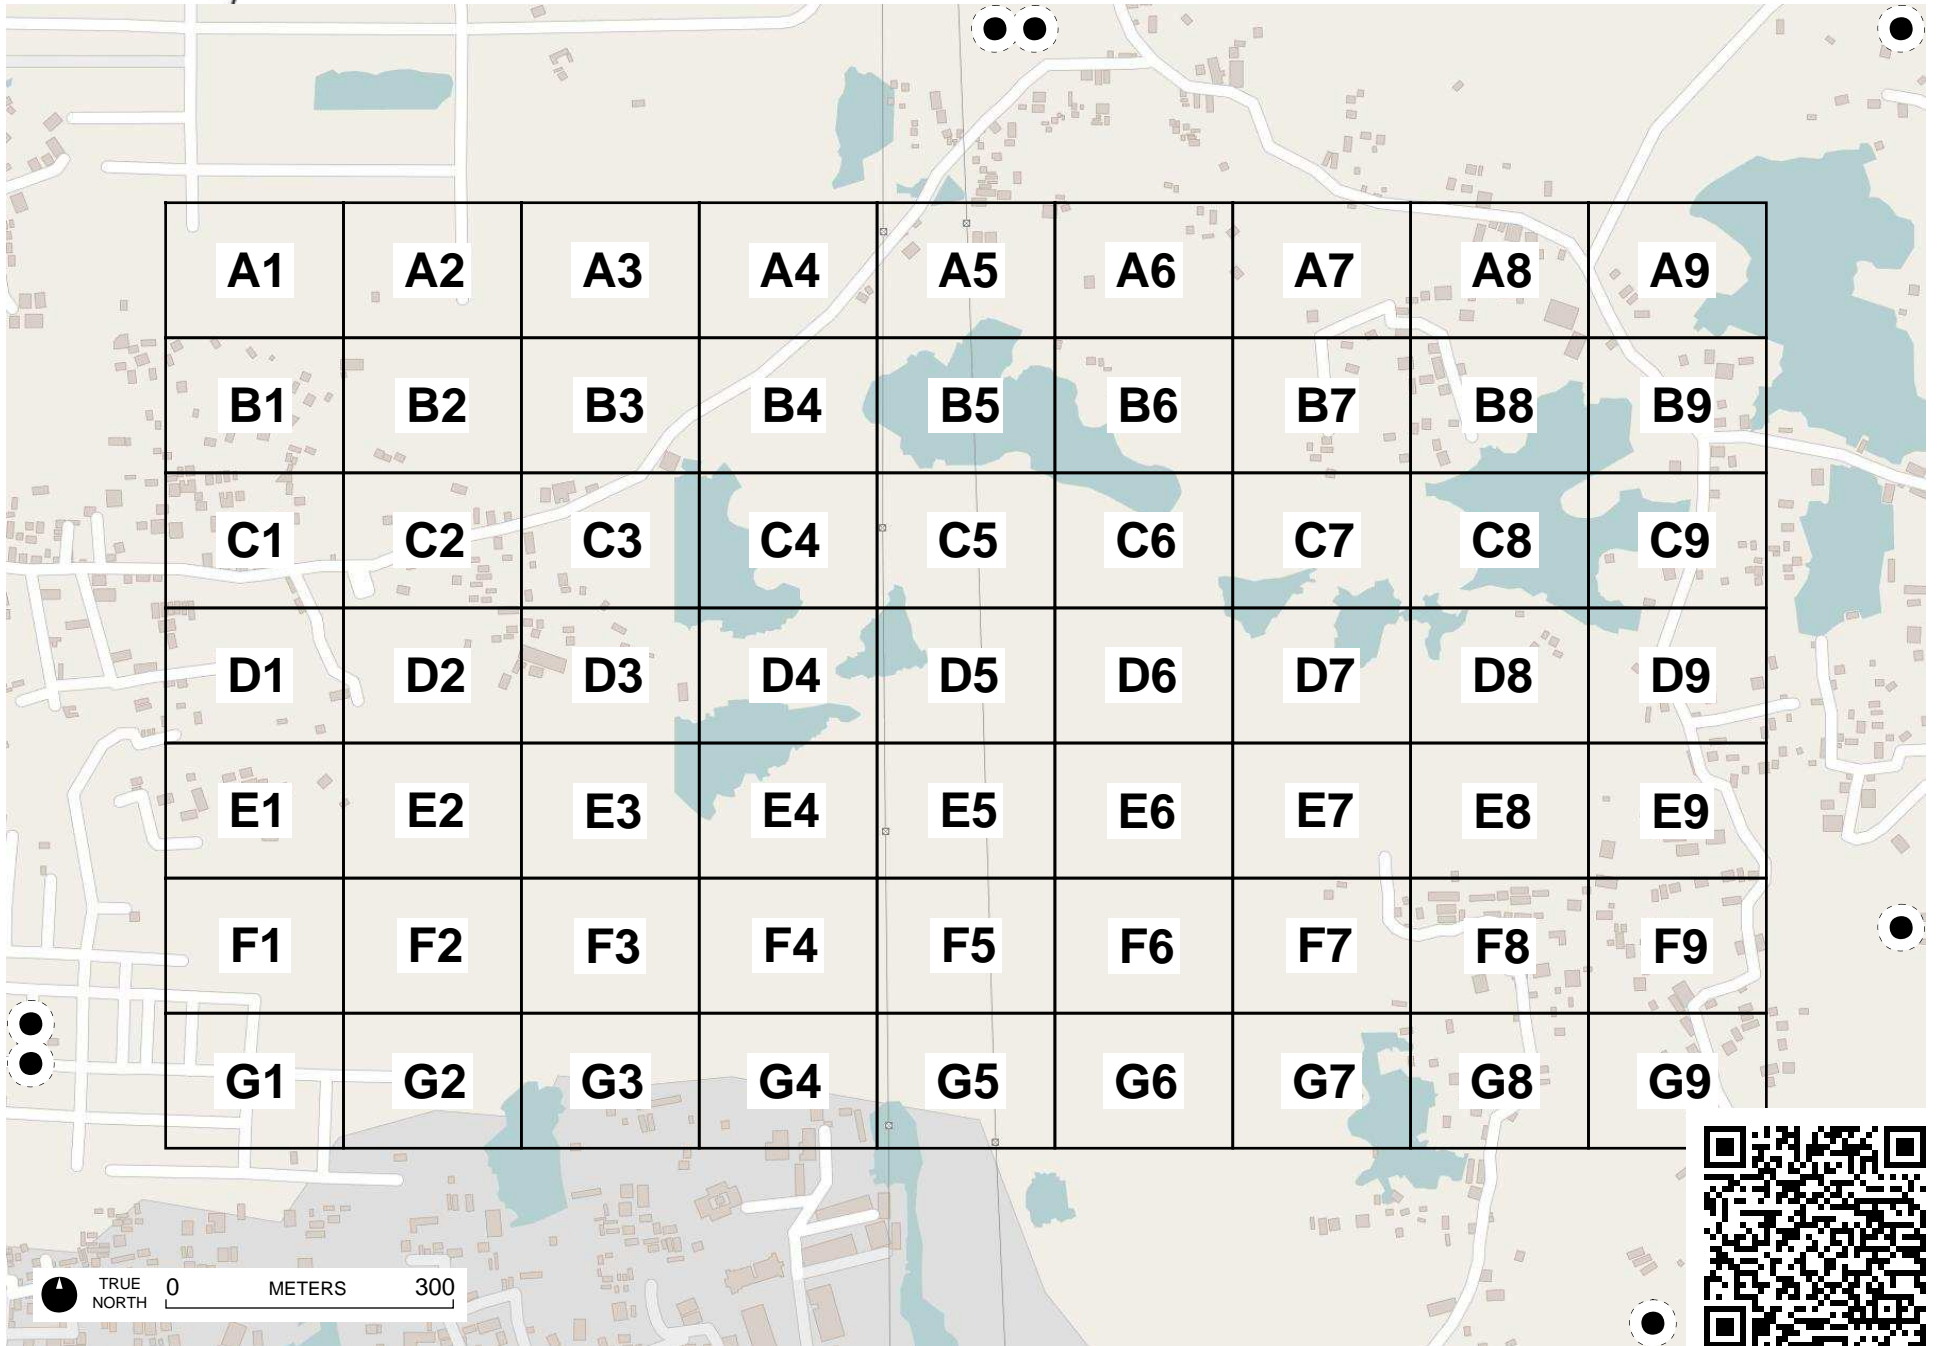 A1 A2 A3 A4 A5 A6 A7 A8 A9
B1 B2 B3 B4 B5 B6 B7 B8 B9
C1 C2 C3 C4 C5 C6 C7 C8 C9
D1 D2 D3 D4 D5 D6 D7 D8 D9
E1 E2 E3 E4 E5 E6 E7 E8 E9
F1 F2 F3 F4 F5 F6 F7 F8 F9
G1 G2 G3 G4 G5 G6 G7 G8 G9
TRUE NORTH
0 METERS 300